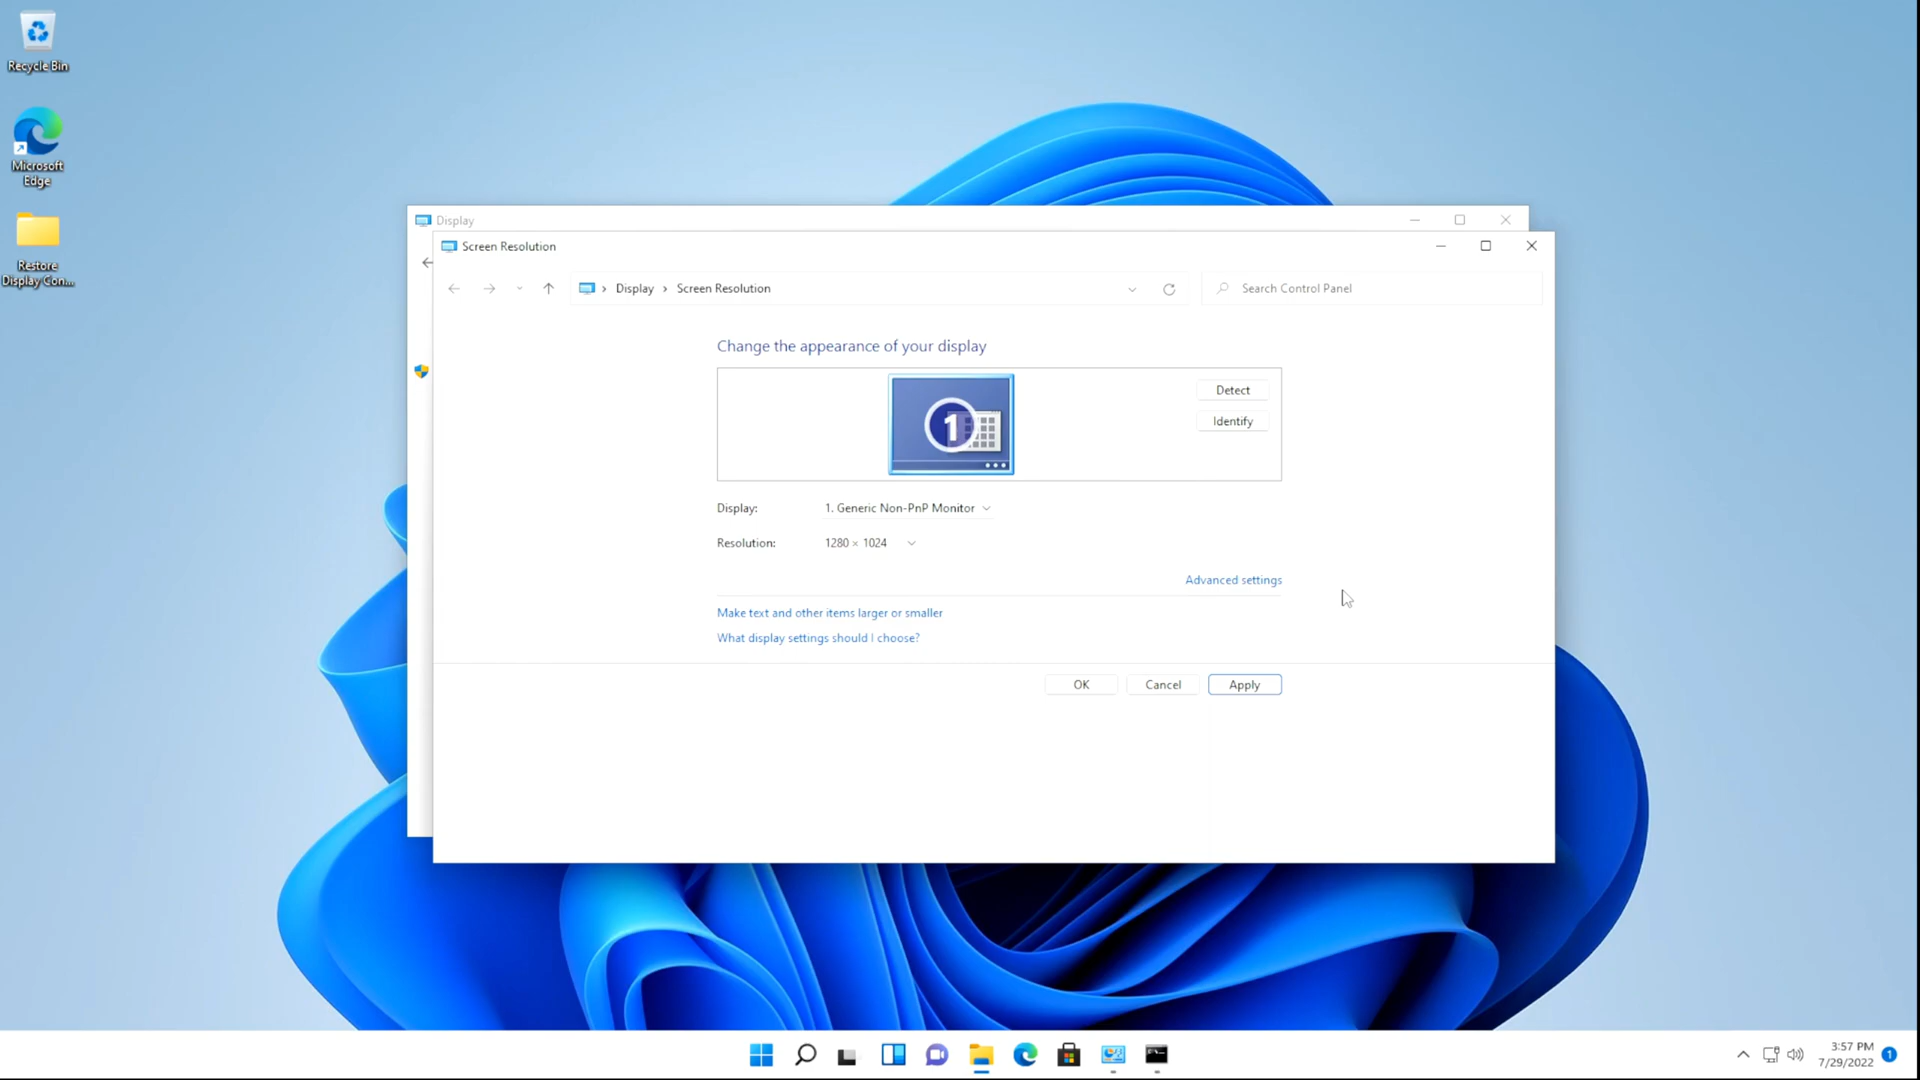 Recycle Bin
Microsoft
Edge
Restore
Display Con...
Display
Screen Resolution
Display
Screen Resolution
Search Control Panel
Change the appearance of your display
1
Detect
Identify
Display:
1. Generic Non-PnP Monitor
Resolution:
1280 × 1024
Advanced settings
Make text and other items larger or smaller
What display settings should I choose?
OK
Cancel
Apply
3:57 PM
7/29/2022
1